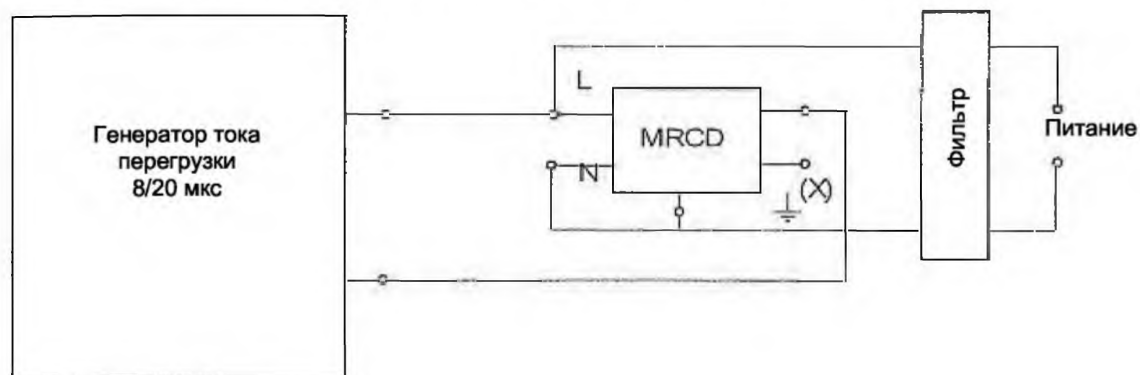 Генератор тока
перегрузки
8/20 мкс
L
MRCD
N
(X)
Фильтр
Питание